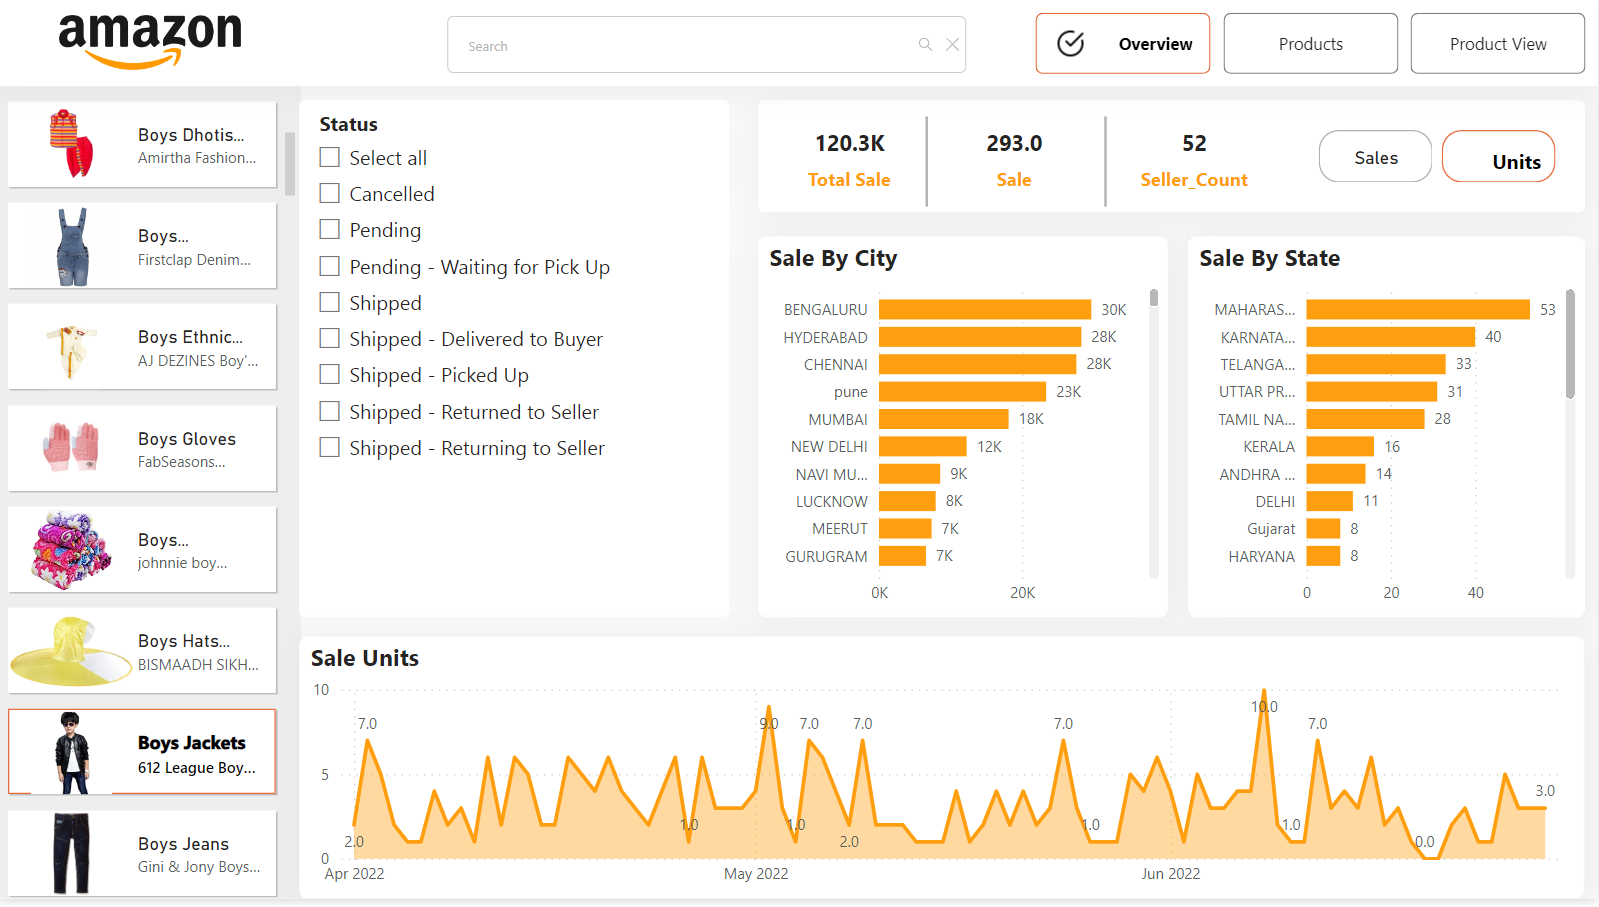 amazon
Search
Overview
Products
Product View
Boys Dhotis...
Amirtha Fashion...
Boys...
Firstclap Denim...
Boys Ethnic...
AJ DEZINES Boy'...
Boys Gloves
FabSeasons...
Boys...
johnnie boy...
Boys Hats...
BISMAADH SIKH...
Boys Jackets
612 League Boy...
Boys Jeans
Gini & Jony Boys...
Status
Select all
Cancelled
Pending
Pending - Waiting for Pick Up
Shipped
Shipped - Delivered to Buyer
Shipped - Picked Up
Shipped - Returned to Seller
Shipped - Returning to Seller
120.3K
Total Sale
293.0
Sale
52
Seller_Count
Sales
Units
Sale By City
BENGALURU 30K
HYDERABAD 28K
CHENNAI 28K
pune 23K
MUMBAI 18K
NEW DELHI 12K
NAVI MU... 9K
LUCKNOW 8K
MEERUT 7K
GURUGRAM 7K
0K 20K
Sale By State
MAHARAS... 53
KARNATA... 40
TELANGA... 33
UTTAR PR... 31
TAMIL NA... 28
KERALA 16
ANDHRA ... 14
DELHI 11
Gujarat 8
HARYANA 8
0 20 40
Sale Units
10
7.0 9.0 7.0 7.0 7.0 10.0 7.0
5
3.0
1.0 1.0 1.0 1.0
2.0 2.0 0.0
0
Apr 2022 May 2022 Jun 2022